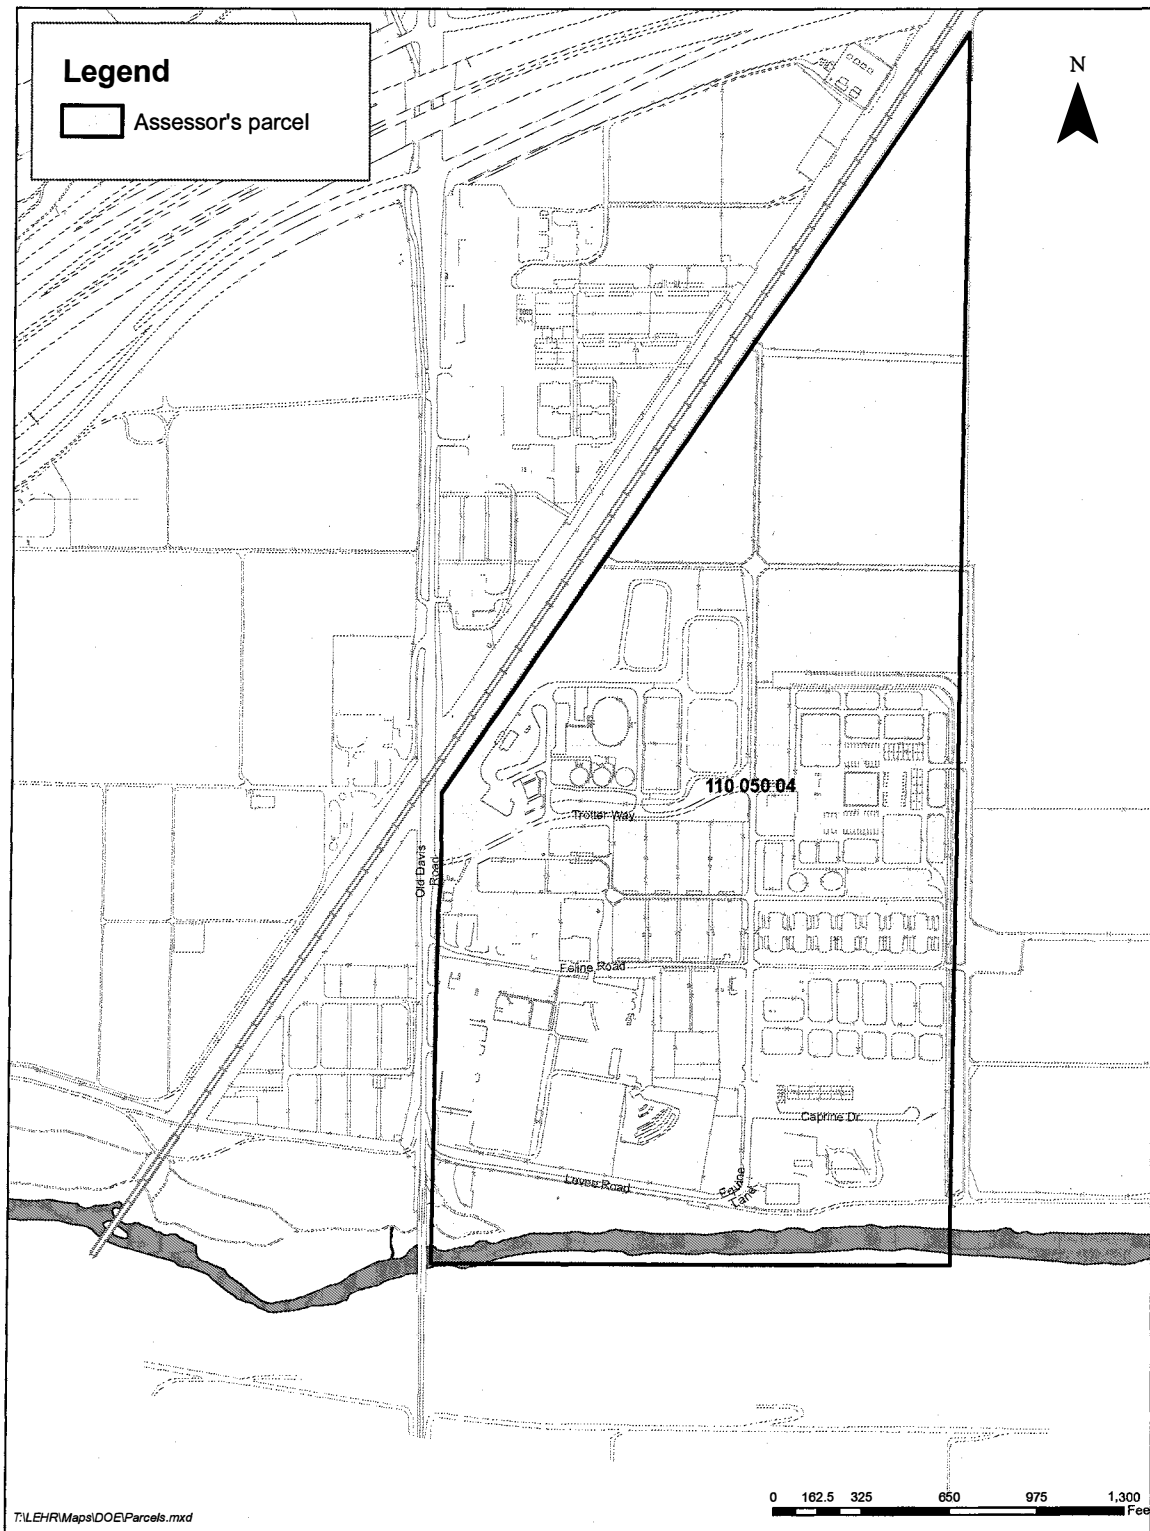 Legend
Assessor's parcel
N
110 050 04
Trotter Way
Old Davis
Road
Feline Road
Caprine Dr.
Levee Road
Equine
Lane
0 162.5 325 650 975 1,300
Fee
T:\LEHR\Maps\DOE\Parcels.mxd